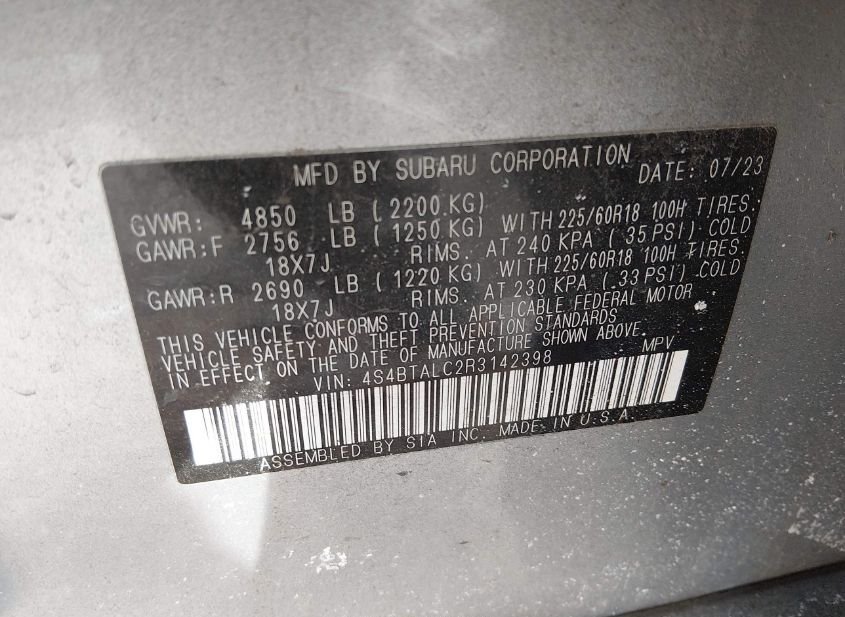 MFD BY SUBARU CORPORATION DATE: 07/23
GVWR: 4850 LB (2200 KG)
GAWR:F 2756 LB (1250 KG) WITH 225/60R18 100H TIRES.
18X7J RIMS. AT 240 KPA (35 PSI) COLD
GAWR:R 2690 LB (1220 KG) WITH 225/60R18 100H TIRES.
18X7J RIMS. AT 230 KPA (33 PSI) COLD
THIS VEHICLE CONFORMS TO ALL APPLICABLE FEDERAL MOTOR
VEHICLE SAFETY AND THEFT PREVENTION STANDARDS
IN EFFECT ON THE DATE OF MANUFACTURE SHOWN ABOVE.
VIN: 4S4BTALC2R3142398 MPV
ASSEMBLED BY SIA INC. MADE IN U.S.A.